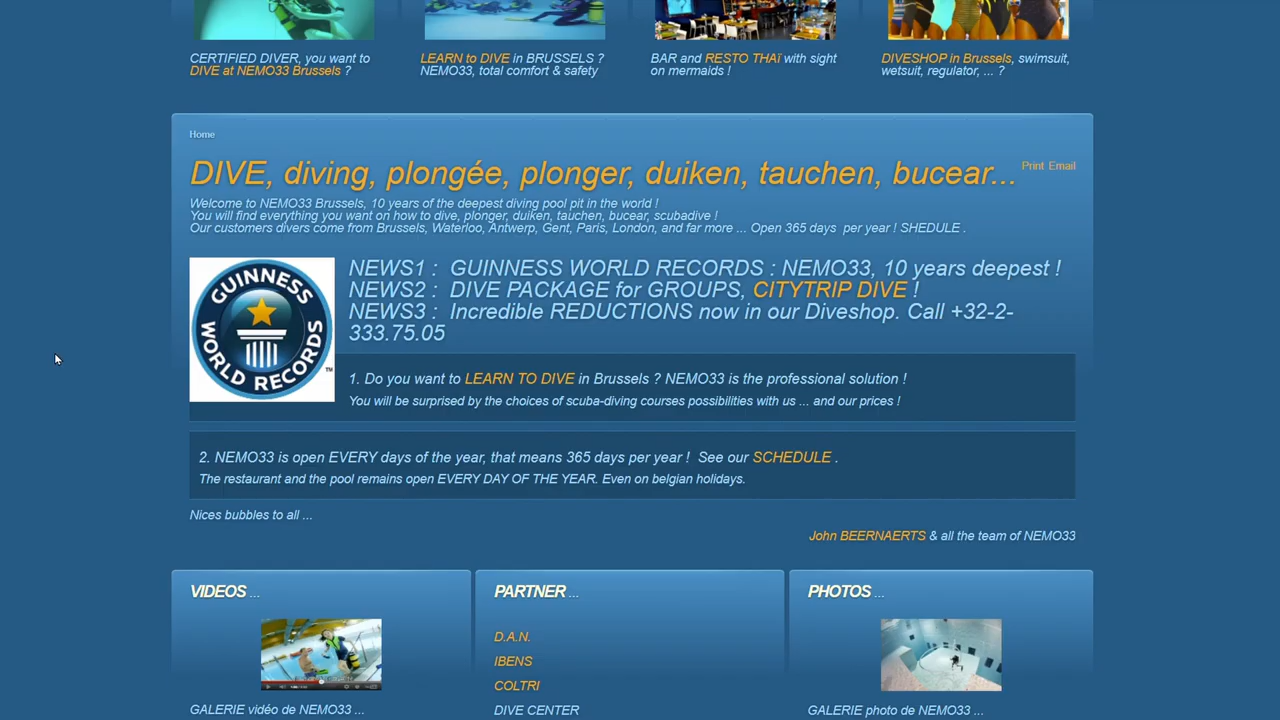 CERTIFIED DIVER, you want to
DIVE at NEMO33 Brussels ?
LEARN to DIVE in BRUSSELS ?
NEMO33, total comfort & safety
BAR and RESTO THAï with sight
on mermaids !
DIVESHOP in Brussels, swimsuit,
wetsuit, regulator, ... ?
Home
DIVE, diving, plongée, plonger, duiken, tauchen, bucear...
Print Email
Welcome to NEMO33 Brussels, 10 years of the deepest diving pool pit in the world !
You will find everything you want on how to dive, plonger, duiken, tauchen, bucear, scubadive !
Our customers divers come from Brussels, Waterloo, Antwerp, Gent, Paris, London, and far more ... Open 365 days per year ! SHEDULE .
GUINNESS
WORLD RECORDS
TM
NEWS1 : GUINNESS WORLD RECORDS : NEMO33, 10 years deepest !
NEWS2 : DIVE PACKAGE for GROUPS, CITYTRIP DIVE !
NEWS3 : Incredible REDUCTIONS now in our Diveshop. Call +32-2-
333.75.05
1. Do you want to LEARN TO DIVE in Brussels ? NEMO33 is the professional solution !
You will be surprised by the choices of scuba-diving courses possibilities with us ... and our prices !
2. NEMO33 is open EVERY days of the year, that means 365 days per year ! See our SCHEDULE .
The restaurant and the pool remains open EVERY DAY OF THE YEAR. Even on belgian holidays.
Nices bubbles to all ...
John BEERNAERTS & all the team of NEMO33
VIDEOS ...
PARTNER ...
PHOTOS ...
D.A.N.
IBENS
COLTRI
DIVE CENTER
GALERIE vidéo de NEMO33 ...
GALERIE photo de NEMO33 ...